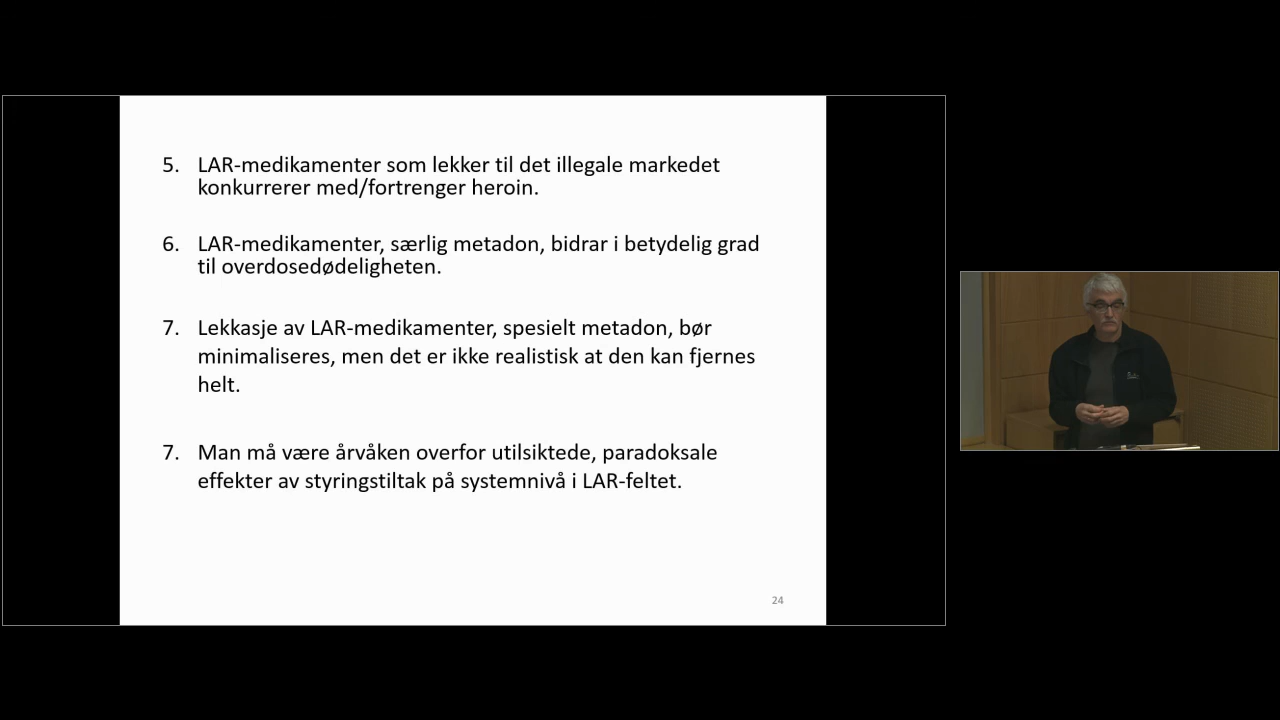 5. LAR-medikamenter som lekker til det illegale markedet
konkurrerer med/fortrenger heroin.
6. LAR-medikamenter, særlig metadon, bidrar i betydelig grad
til overdosedødeligheten.
7. Lekkasje av LAR-medikamenter, spesielt metadon, bør
minimaliseres, men det er ikke realistisk at den kan fjernes
helt.
7. Man må være årvåken overfor utilsiktede, paradoksale
effekter av styringstiltak på systemnivå i LAR-feltet.
24